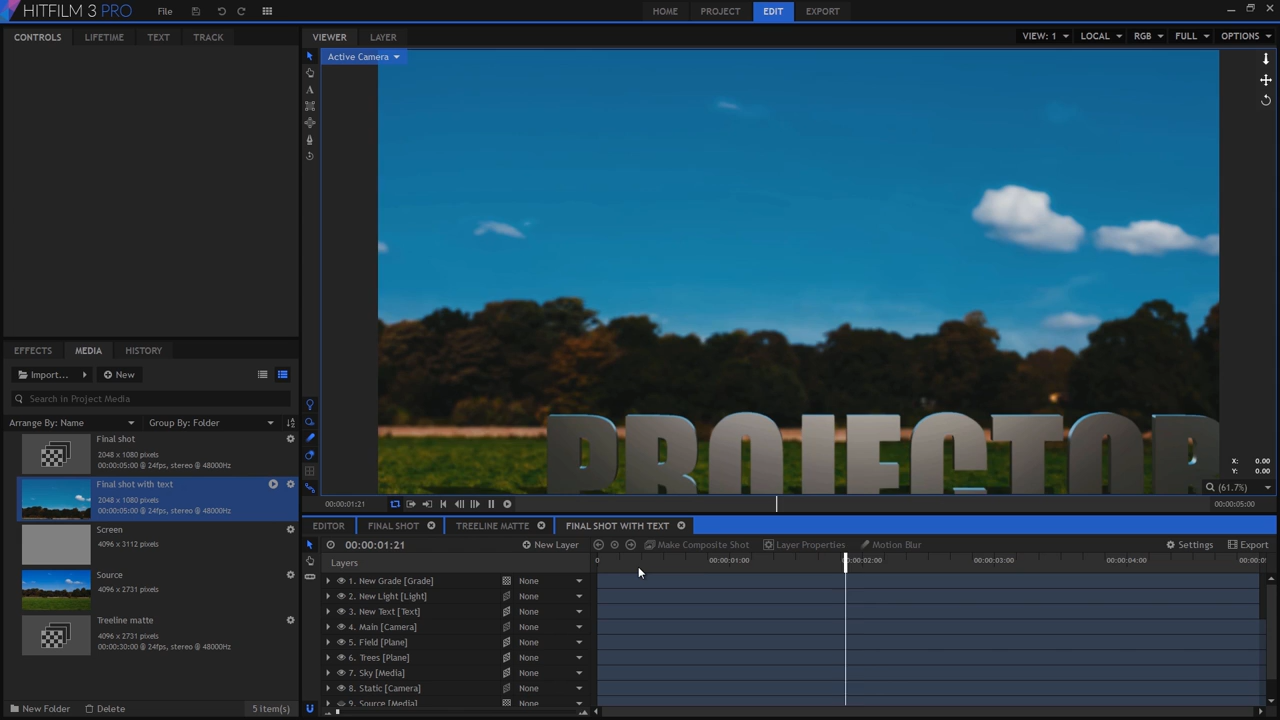 HITFILM 3 PRO
File
HOME
PROJECT
EDIT
EXPORT
CONTROLS
LIFETIME
TEXT
TRACK
VIEWER
LAYER
VIEW: 1
LOCAL
RGB
FULL
OPTIONS
Active Camera
PROJECTOR
X: 0.00
Y: 0.00
(61.7%)
EFFECTS
MEDIA
HISTORY
Import...
New
Search in Project Media
Arrange By: Name
Group By: Folder
Final shot
2048 x 1080 pixels
00:00:05:00 @ 24fps, stereo @ 48000Hz
Final shot with text
2048 x 1080 pixels
00:00:05:00 @ 24fps, stereo @ 48000Hz
Screen
4096 x 3112 pixels
Source
4096 x 2731 pixels
Treeline matte
4096 x 2731 pixels
00:00:30:00 @ 24fps, stereo @ 48000Hz
New Folder
Delete
5 item(s)
00:00:01:21
00:00:05:00
EDITOR
FINAL SHOT
TREELINE MATTE
FINAL SHOT WITH TEXT
00:00:01:21
New Layer
Make Composite Shot
Layer Properties
Motion Blur
Settings
Export
Layers
0
00:00:01:00
00:00:02:00
00:00:03:00
00:00:04:00
00:00:0
1. New Grade [Grade] None
2. New Light [Light] None
3. New Text [Text] None
4. Main [Camera] None
5. Field [Plane] None
6. Trees [Plane] None
7. Sky [Media] None
8. Static [Camera] None
9. Source [Media] None